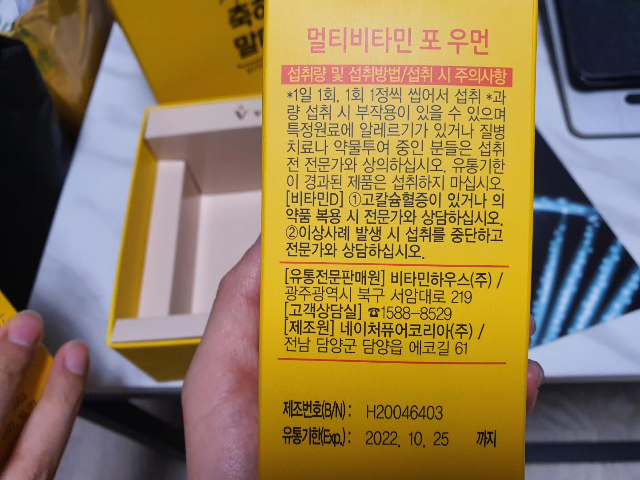 축하
말
멀티비타민 포 우먼
섭취량 및 섭취방법/섭취 시 주의사항
*1일 1회, 1회 1정씩 씹어서 섭취 *과
량 섭취 시 부작용이 있을 수 있으며
특정원료에 알레르기가 있거나 질병
치료나 약물투여 중인 분들은 섭취
전 전문가와 상의하십시오. 유통기한
이 경과된 제품은 섭취하지 마십시오.
[비타민D] ①고칼슘혈증이 있거나 의
약품 복용 시 전문가와 상담하십시오.
②이상사례 발생 시 섭취를 중단하고
전문가와 상담하십시오.
[유통전문판매원] 비타민하우스(주) /
광주광역시 북구 서암대로 219
[고객상담실] ☎1588-8529
[제조원] 네이처퓨어코리아(주) /
전남 담양군 담양읍 에코길 61
제조번호(B/N): H20046403
유통기한(Exp.): 2022. 10. 25 까지